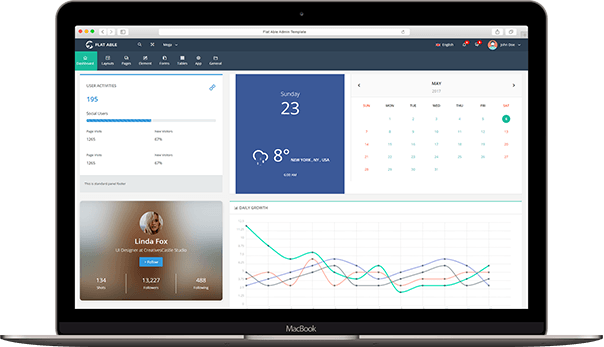 Flat Able Admin Template
FLAT ABLE
Mega
English
John Doe
Dashboard
Layouts
Pages
Element
Forms
Tables
App
General
USER ACTIVITIES
195
Social Users
Page Visits
New Visitors
1265
67%
Page Visits
New Visitors
1265
67%
This is standard panel footer
Sunday
23
8°
NEW YORK , NY , USA
6:00 AM
MAY
2017
SUN MON TUE WED THU FRI SAT
1 2 3 4 5 6
7 8 9 10 11 12 13
14 15 16 17 18 19 20
21 22 23 24 25 26 27
28 29 30 31
Linda Fox
UI Designer at CreativesCastle Studio
+ Follow
134
13,227
488
Shots
Followers
Following
DAILY GROWTH
MacBook